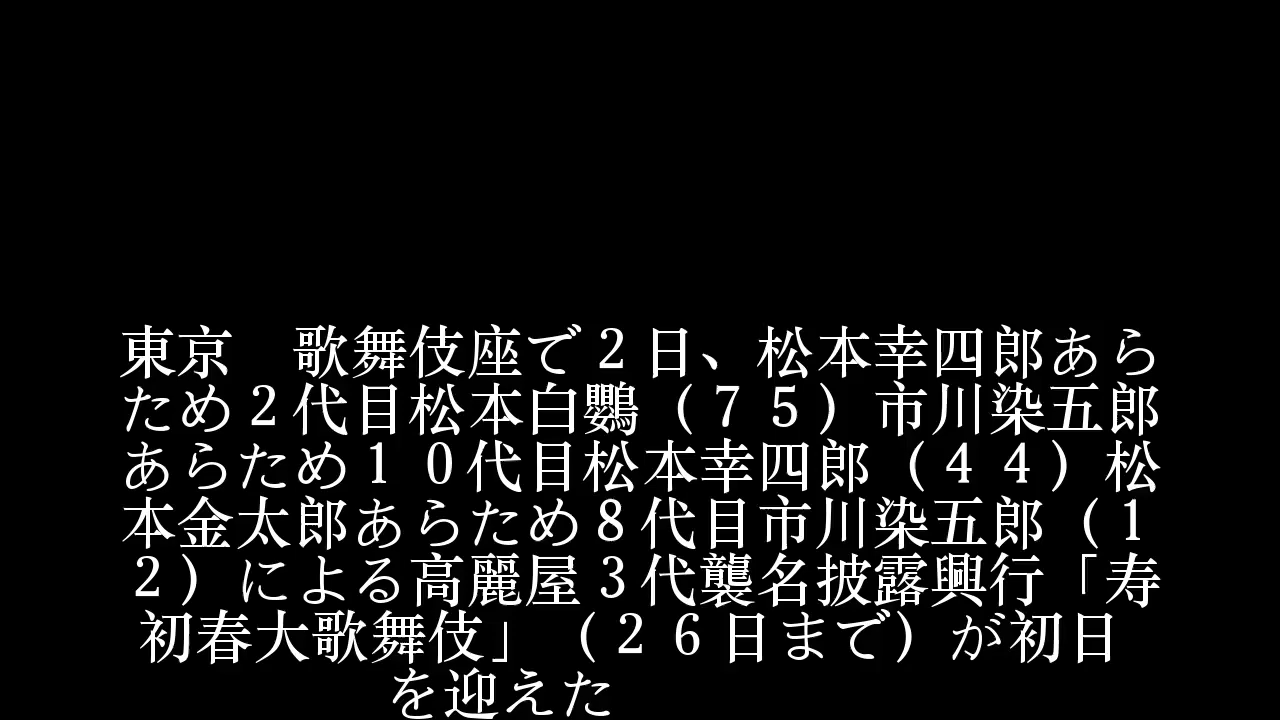 東京　歌舞伎座で２日、松本幸四郎あら
ため２代目松本白鸚（７５）市川染五郎
あらため１０代目松本幸四郎（４４）松
本金太郎あらため８代目市川染五郎（１
２）による高麗屋３代襲名披露興行「寿
初春大歌舞伎」（２６日まで）が初日
を迎えた